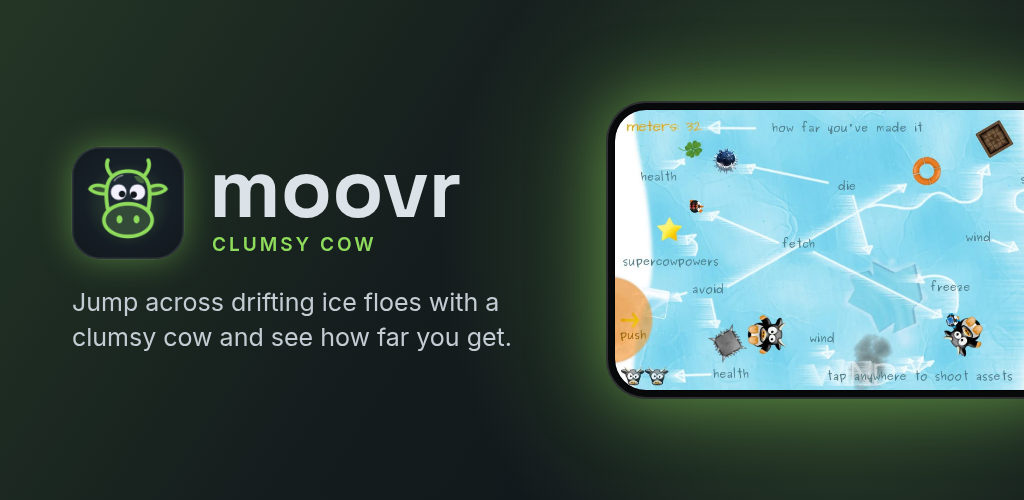 moovr
CLUMSY COW
Jump across drifting ice floes with a
clumsy cow and see how far you get.
meters 32
how far you've made it
health
die
fetch
wind
supercowpowers
avoid
freeze
push
wind
health
tap anywhere to shoot assets